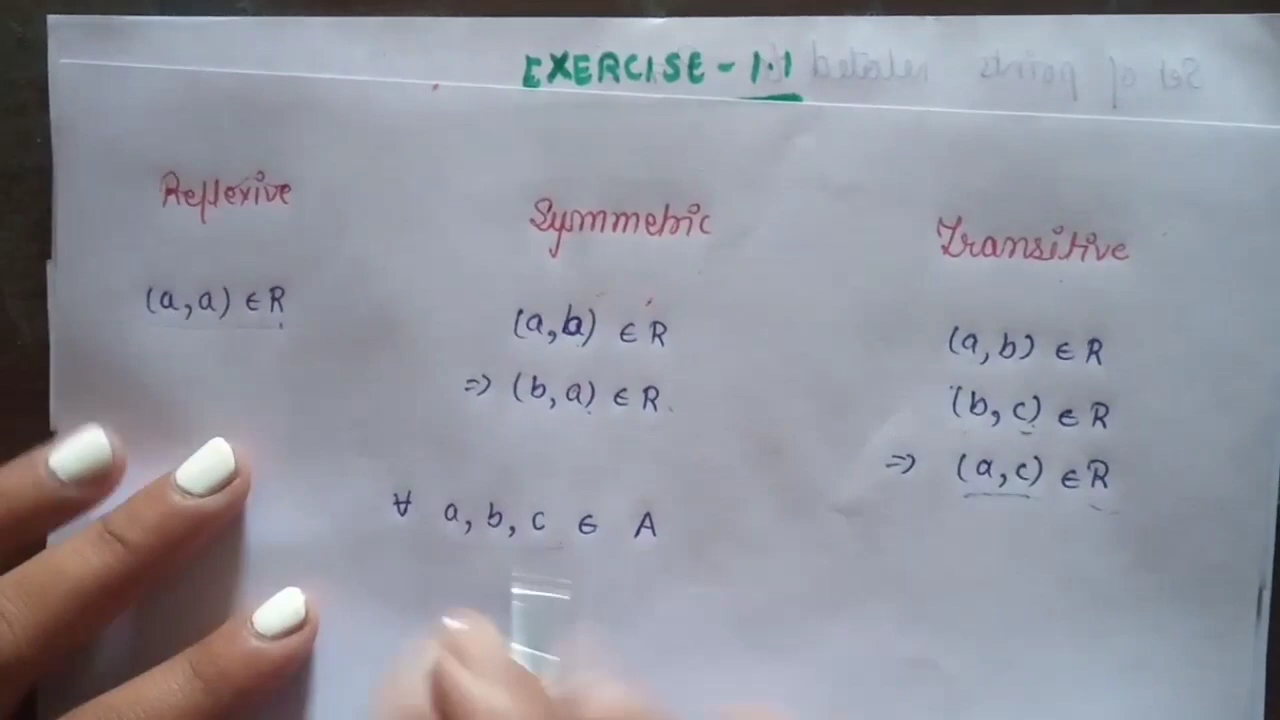 EXERCISE - 1.1
Reflexive
(a,a) ∈ R
Symmetric
(a,b) ∈ R
⇒ (b,a) ∈ R
Transitive
(a,b) ∈ R
(b,c) ∈ R
⇒ (a,c) ∈ R
∀ a, b, c ∈ A